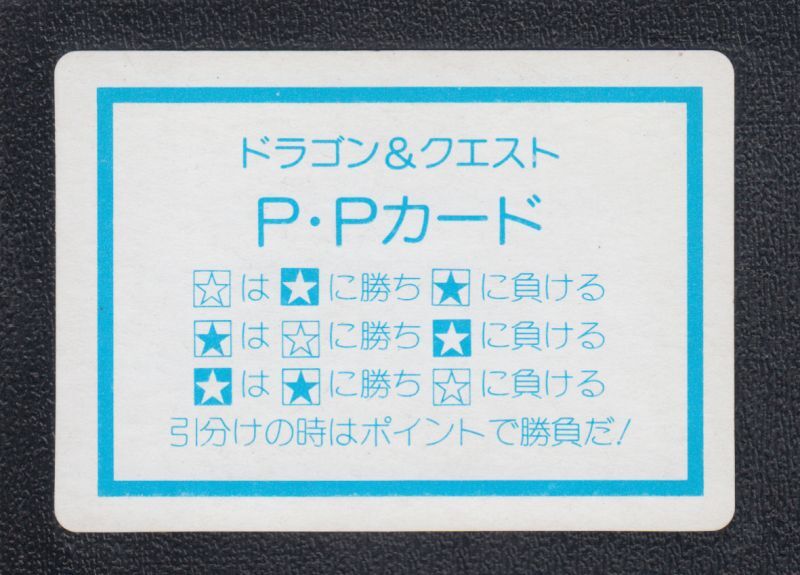 ドラゴン&クエスト
P・Pカード
☆は★に勝ち★に負ける
★は☆に勝ち★に負ける
★は★に勝ち☆に負ける
引分けの時はポイントで勝負だ!